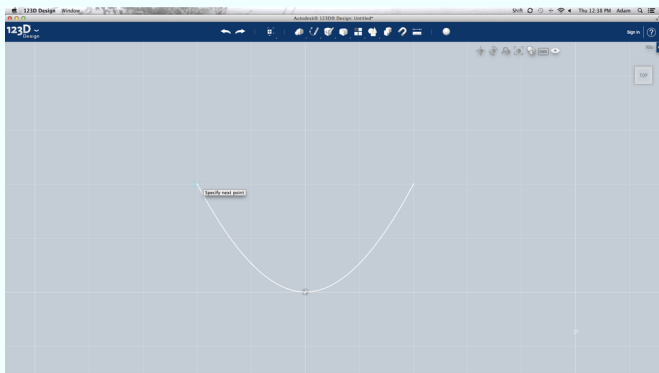 123D Design Window
Shift
Thu 12:38 PM Adam
Autodesk® 123D® Design: Untitled*
123D
Design
Sign in
?
TOP
Specify next point